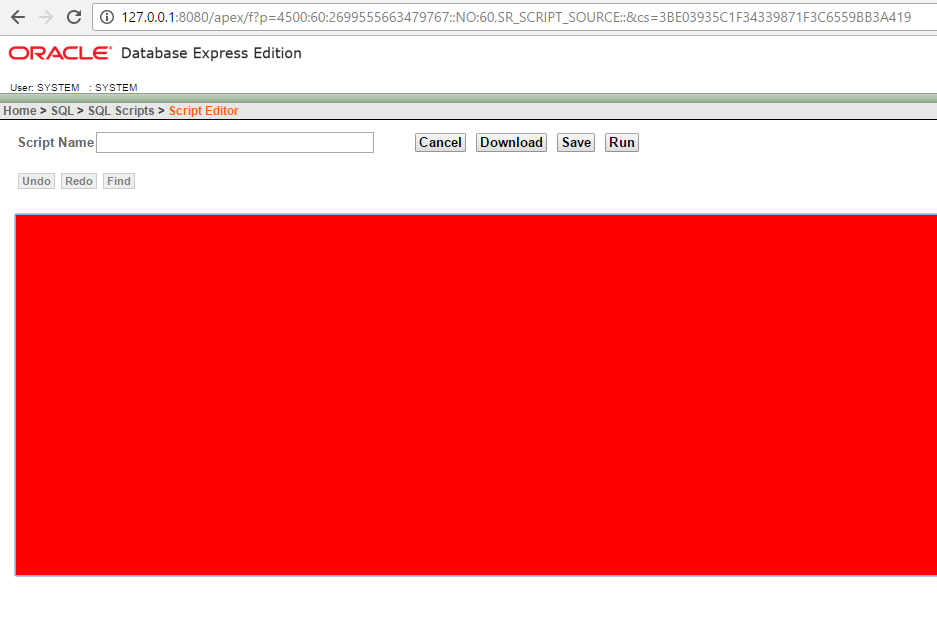 127.0.0.1:8080/apex/f?p=4500:60:2699555663479767::NO:60,SR_SCRIPT_SOURCE::&cs=3BE03935C1F34339871F3C6559BB3A419
ORACLE Database Express Edition
User: SYSTEM : SYSTEM
Home > SQL > SQL Scripts > Script Editor
Script Name Cancel Download Save Run
Undo Redo Find